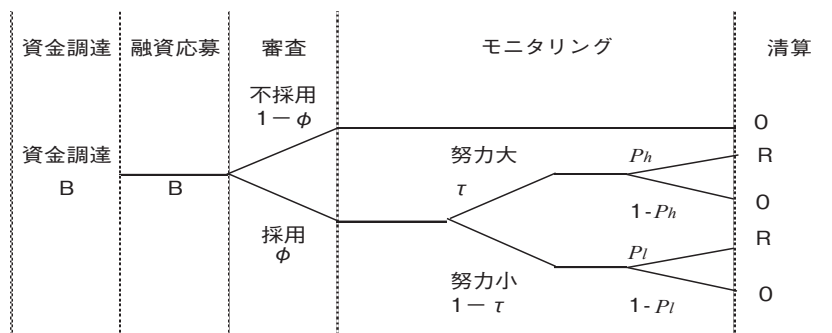 資金調達 融資応募 審査 モニタリング 清算
不採用
1－φ
0
資金調達
B
B
努力大
τ
Ph
R
1-Ph
0
採用
φ
努力小
1－τ
Pl
R
1-Pl
0